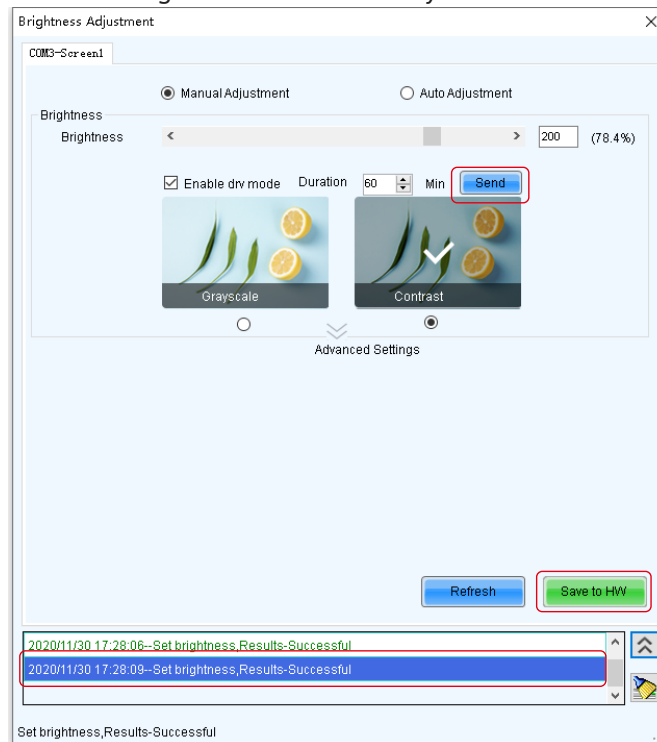 Brightness Adjustment
COM3-Screen1
Manual Adjustment Auto Adjustment
Brightness
Brightness 200 (78.4%)
Enable drv mode Duration 60 Min Send
Grayscale Contrast
Advanced Settings
Refresh Save to HW
2020/11/30 17:28:06--Set brightness,Results-Successful
2020/11/30 17:28:09--Set brightness,Results-Successful
Set brightness,Results-Successful